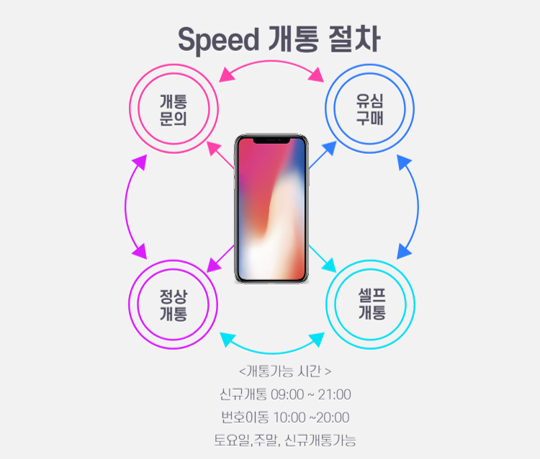 Speed 개통 절차
개통
문의
유심
구매
정상
개통
셀프
개통
<개통가능 시간 >
신규개통 09:00 ~ 21:00
번호이동 10:00 ~20:00
토요일,주말, 신규개통가능